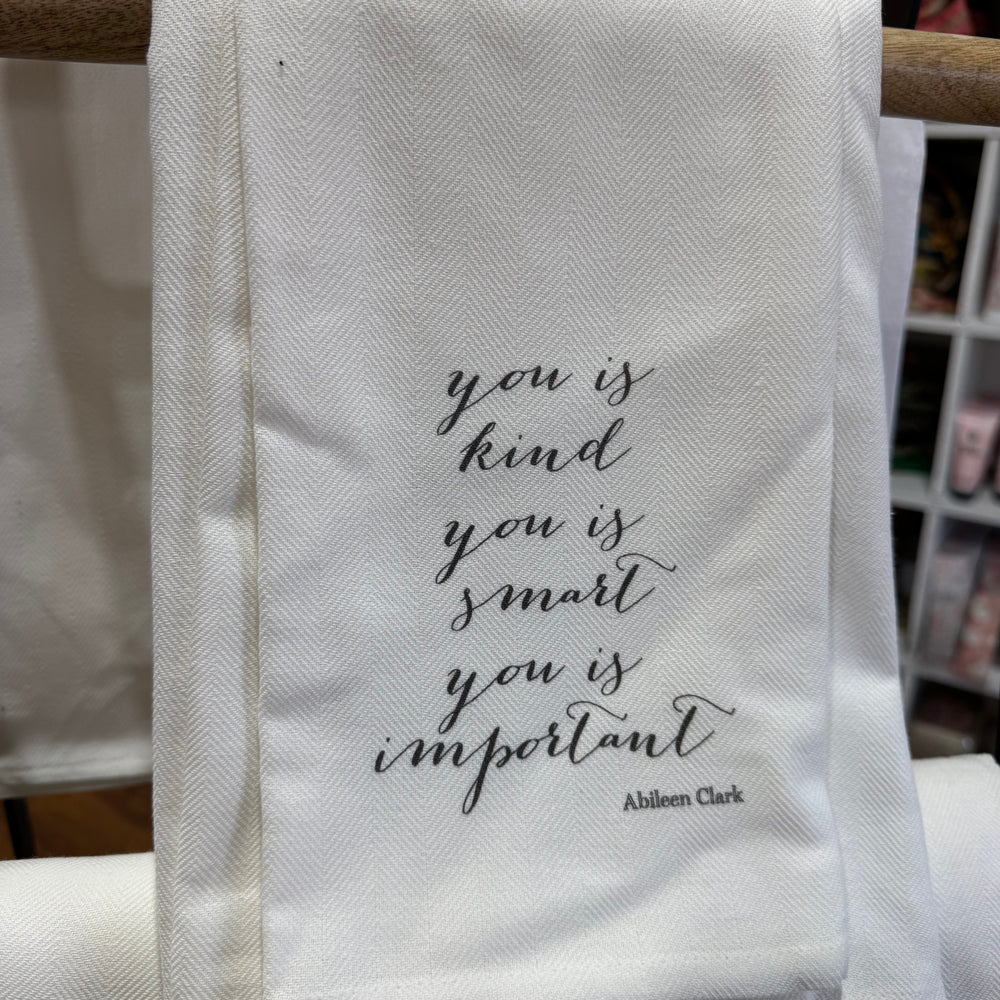 you is
kind
you is
smart
you is
important
Abileen Clark